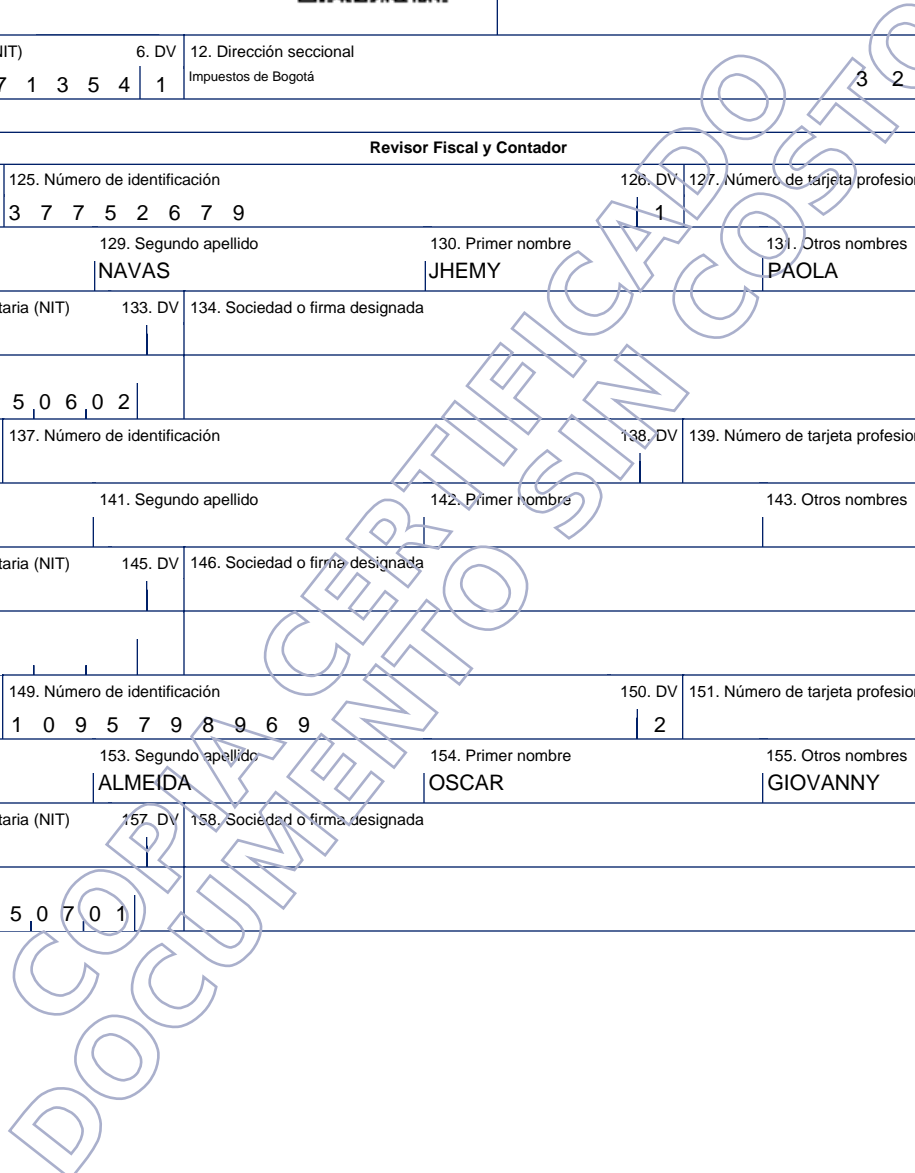 IIT) 6. DV 12. Dirección seccional
7 1 3 5 4 1 Impuestos de Bogotá 3 2
Revisor Fiscal y Contador
125. Número de identificación 126. DV 127. Número de tarjeta profesion
3 7 7 5 2 6 7 9 1
129. Segundo apellido 130. Primer nombre 131. Otros nombres
NAVAS JHEMY PAOLA
taria (NIT) 133. DV 134. Sociedad o firma designada
5 0 6 0 2
137. Número de identificación 138. DV 139. Número de tarjeta profesion
141. Segundo apellido 142. Primer nombre 143. Otros nombres
taria (NIT) 145. DV 146. Sociedad o firma designada
149. Número de identificación 150. DV 151. Número de tarjeta profesion
1 0 9 5 7 9 8 9 6 9 2
153. Segundo apellido 154. Primer nombre 155. Otros nombres
ALMEIDA OSCAR GIOVANNY
taria (NIT) 157. DV 158. Sociedad o firma designada
5 0 7 0 1
COPIA CERTIFICADO
DOCUMENTO SIN COSTO